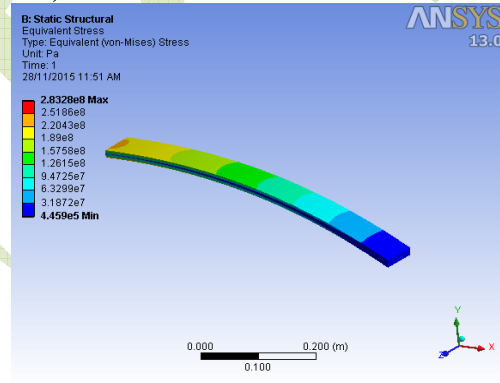 B: Static Structural
Equivalent Stress
Type: Equivalent (von-Mises) Stress
Unit: Pa
Time: 1
28/11/2015 11:51 AM
ANSYS
13.0
2.8328e8 Max
2.5186e8
2.2043e8
1.89e8
1.5758e8
1.2615e8
9.4725e7
6.3299e7
3.1872e7
4.459e5 Min
0.000 0.200 (m)
0.100
Y
X
Z